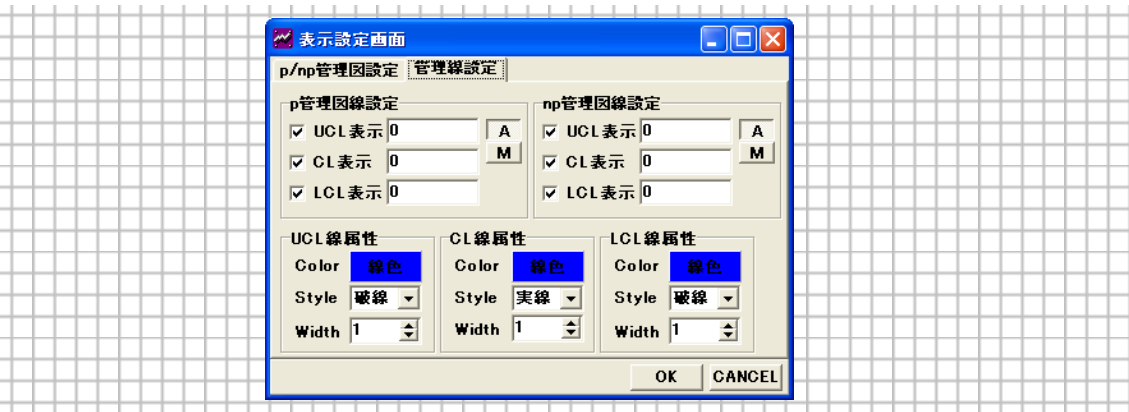 表示設定画面
p/np管理図設定 管理線設定
p管理図線設定
UCL表示 0
CL表示 0
LCL表示 0
A
M
np管理図線設定
UCL表示 0
CL表示 0
LCL表示 0
A
M
UCL線属性
Color 線色
Style 破線
Width 1
CL線属性
Color 線色
Style 実線
Width 1
LCL線属性
Color 線色
Style 破線
Width 1
OK CANCEL